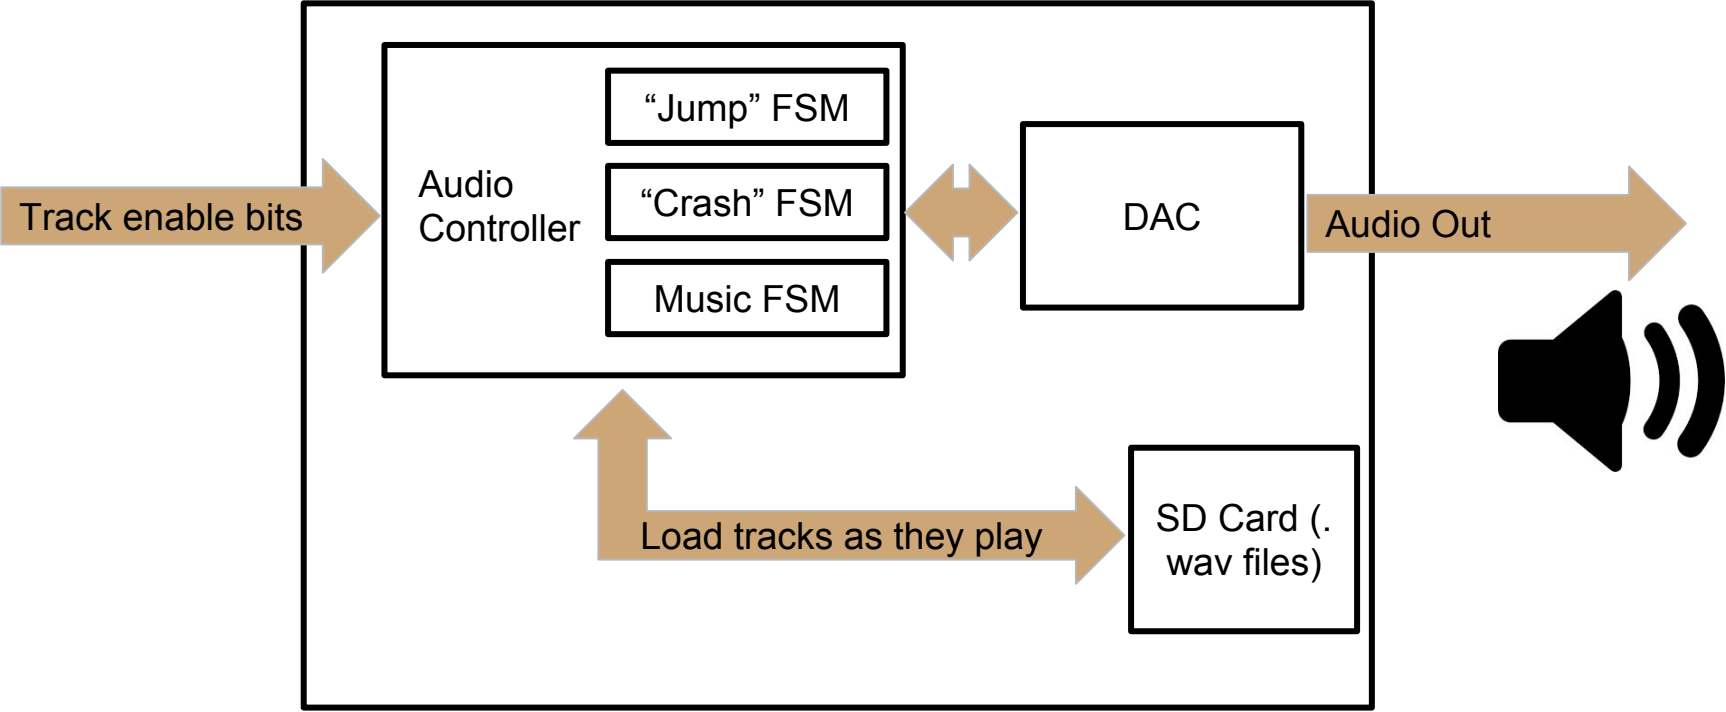 “Jump” FSM
Audio
Controller
“Crash” FSM
Music FSM
Track enable bits
DAC
Audio Out
Load tracks as they play
SD Card (.
wav files)